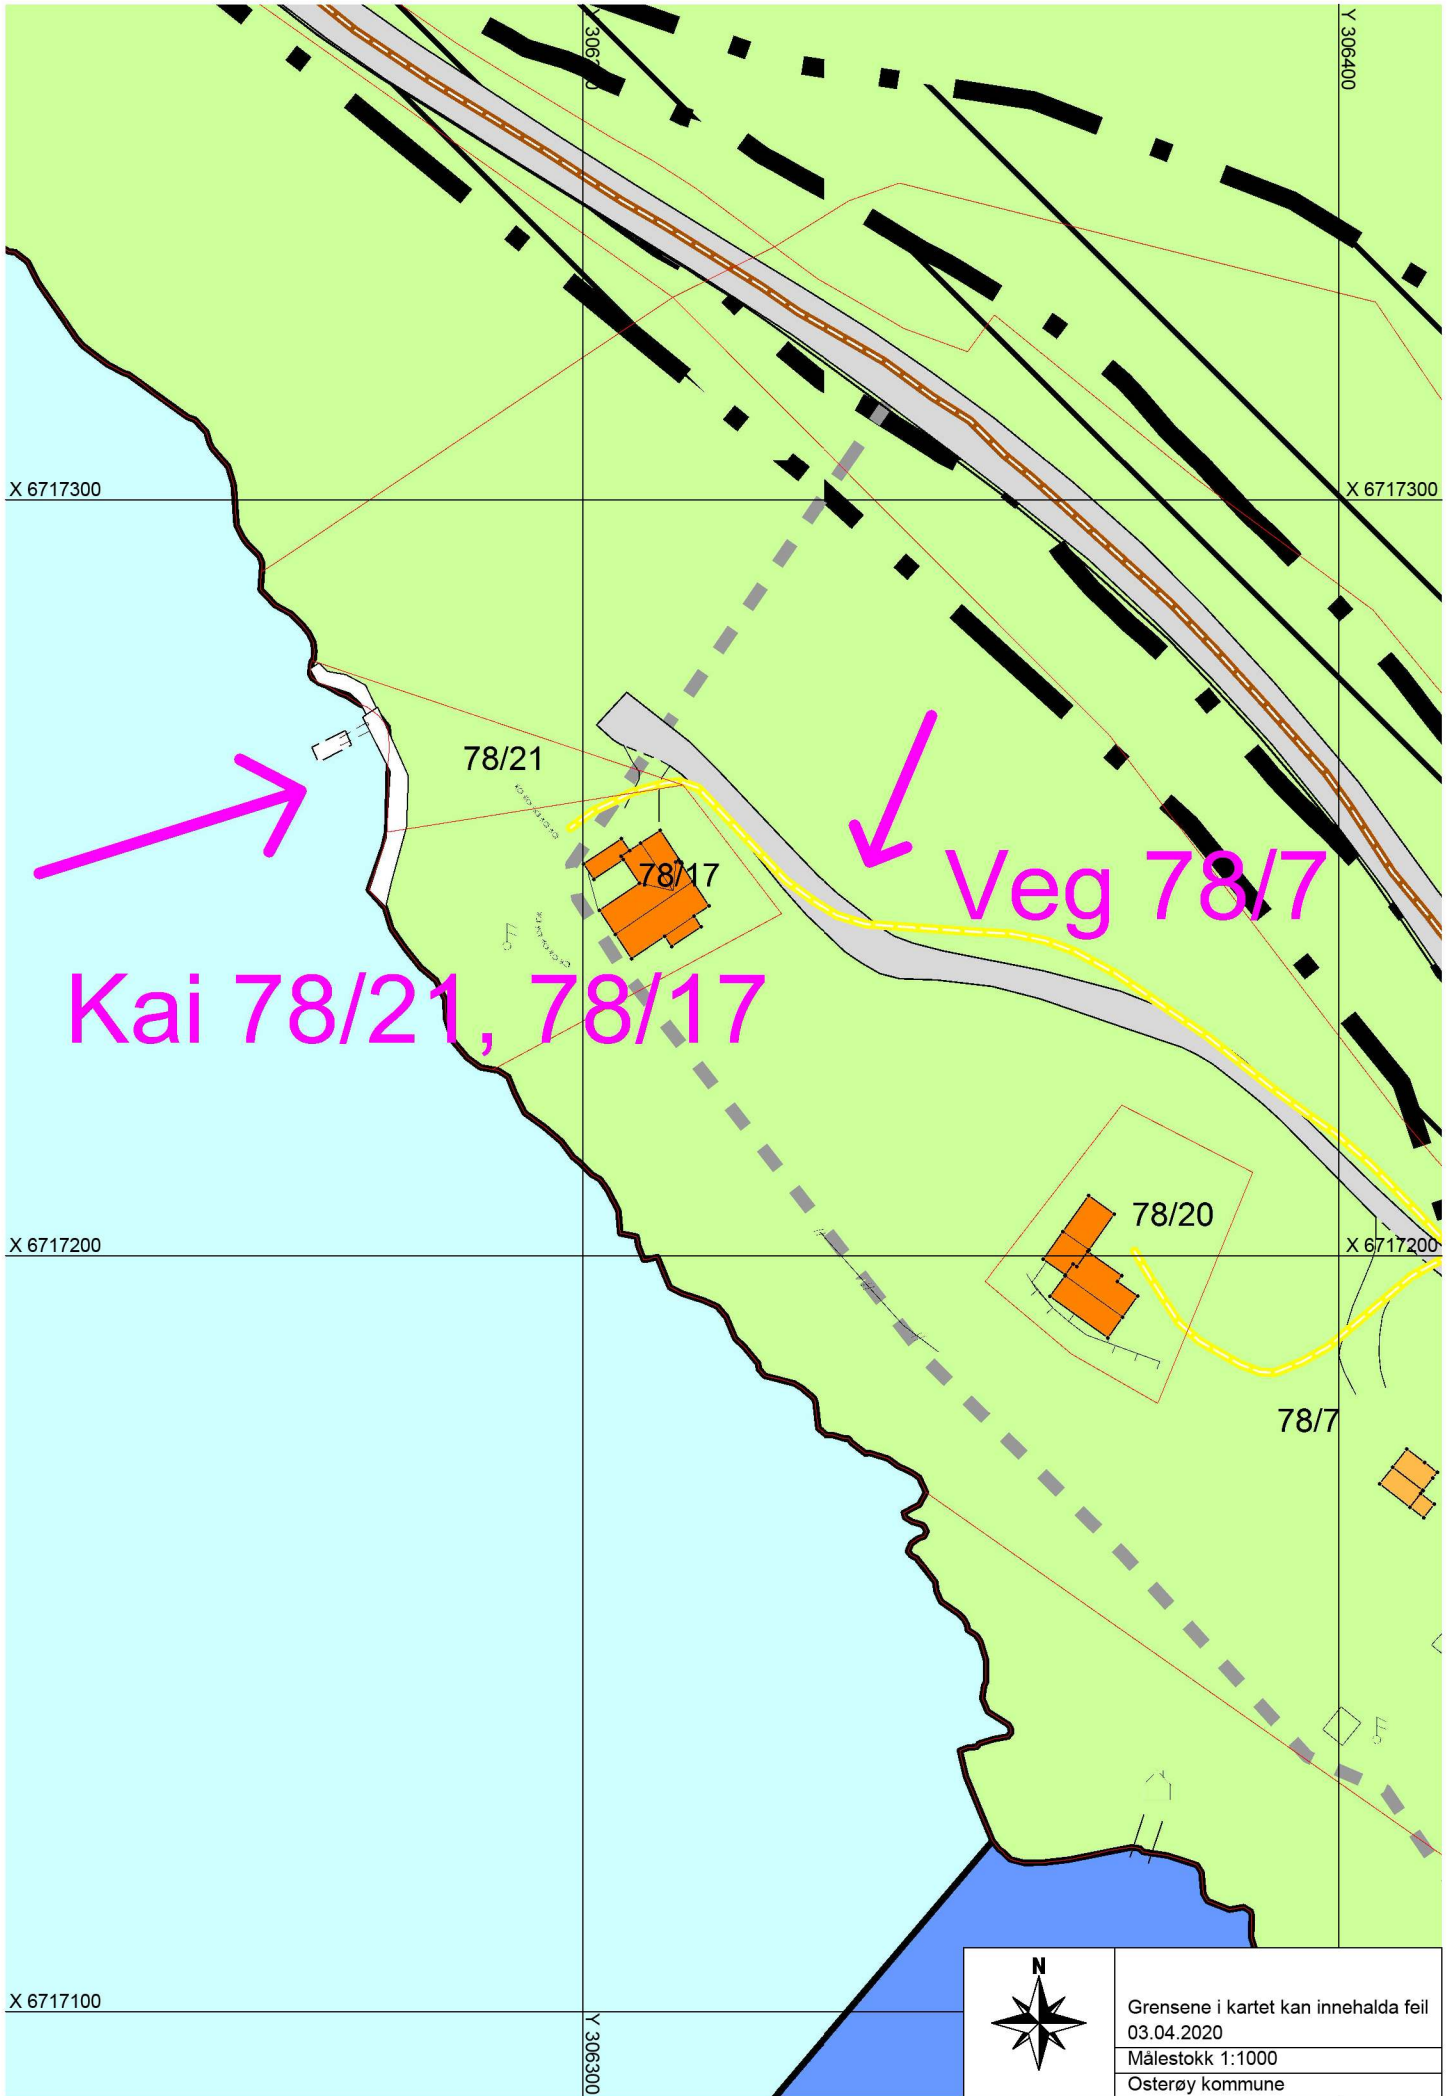 Y 306300
Y 306400
X 6717300
X 6717300
78/21
78/17
Veg 78/7
Kai 78/21, 78/17
78/20
X 6717200
X 6717200
78/7
X 6717100
Y 306300
N
Grensene i kartet kan innehalda feil
03.04.2020
Målestokk 1:1000
Osterøy kommune